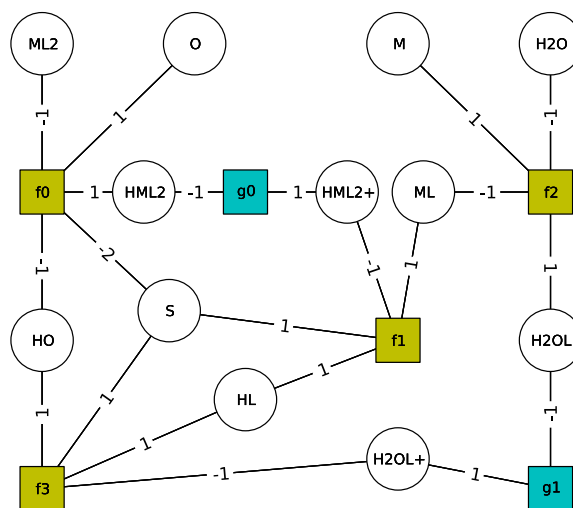 ML2 O M H2O
-1 1 1 -1
f0 1 HML2 -1 g0 1 HML2+ ML -1 f2
-1 -2 -1 1 1
HO S 1 f1 H2OL
1 1 HL 1 -1
1
f3 -1 H2OL+ 1 g1